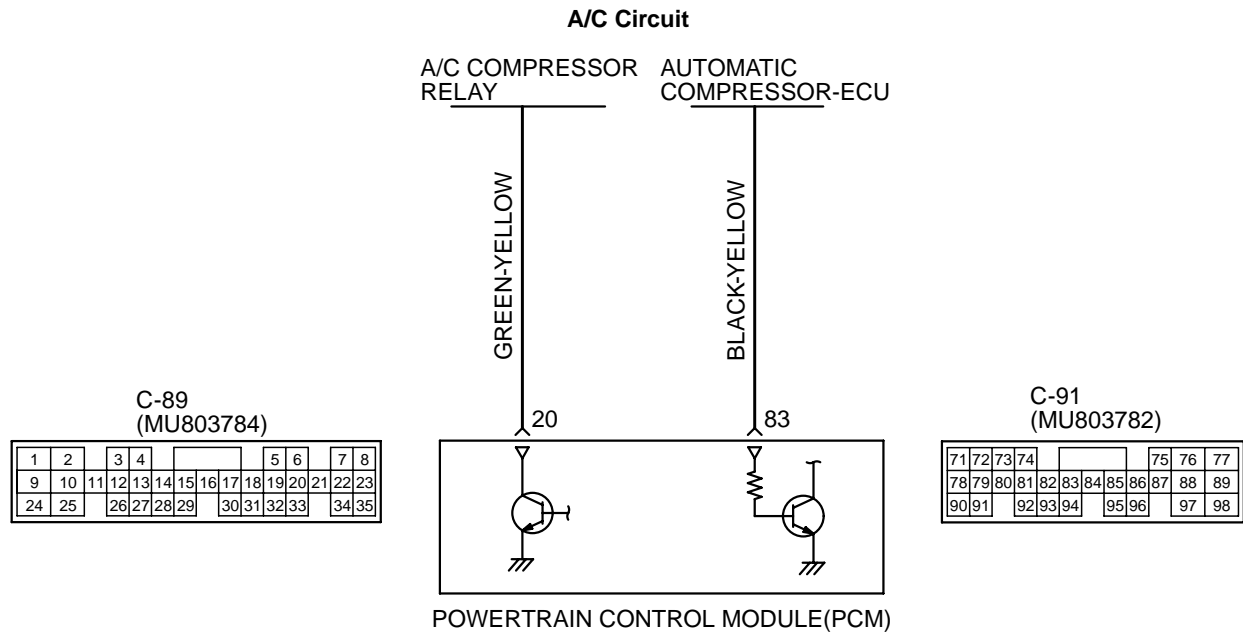 A/C Circuit
A/C COMPRESSOR
RELAY
AUTOMATIC
COMPRESSOR-ECU
GREEN-YELLOW
BLACK-YELLOW
20
83
C-89
(MU803784)
1 2 3 4 5 6 7 8
9 10 11 12 13 14 15 16 17 18 19 20 21 22 23
24 25 26 27 28 29 30 31 32 33 34 35
C-91
(MU803782)
71 72 73 74 75 76 77
78 79 80 81 82 83 84 85 86 87 88 89
90 91 92 93 94 95 96 97 98
POWERTRAIN CONTROL MODULE(PCM)